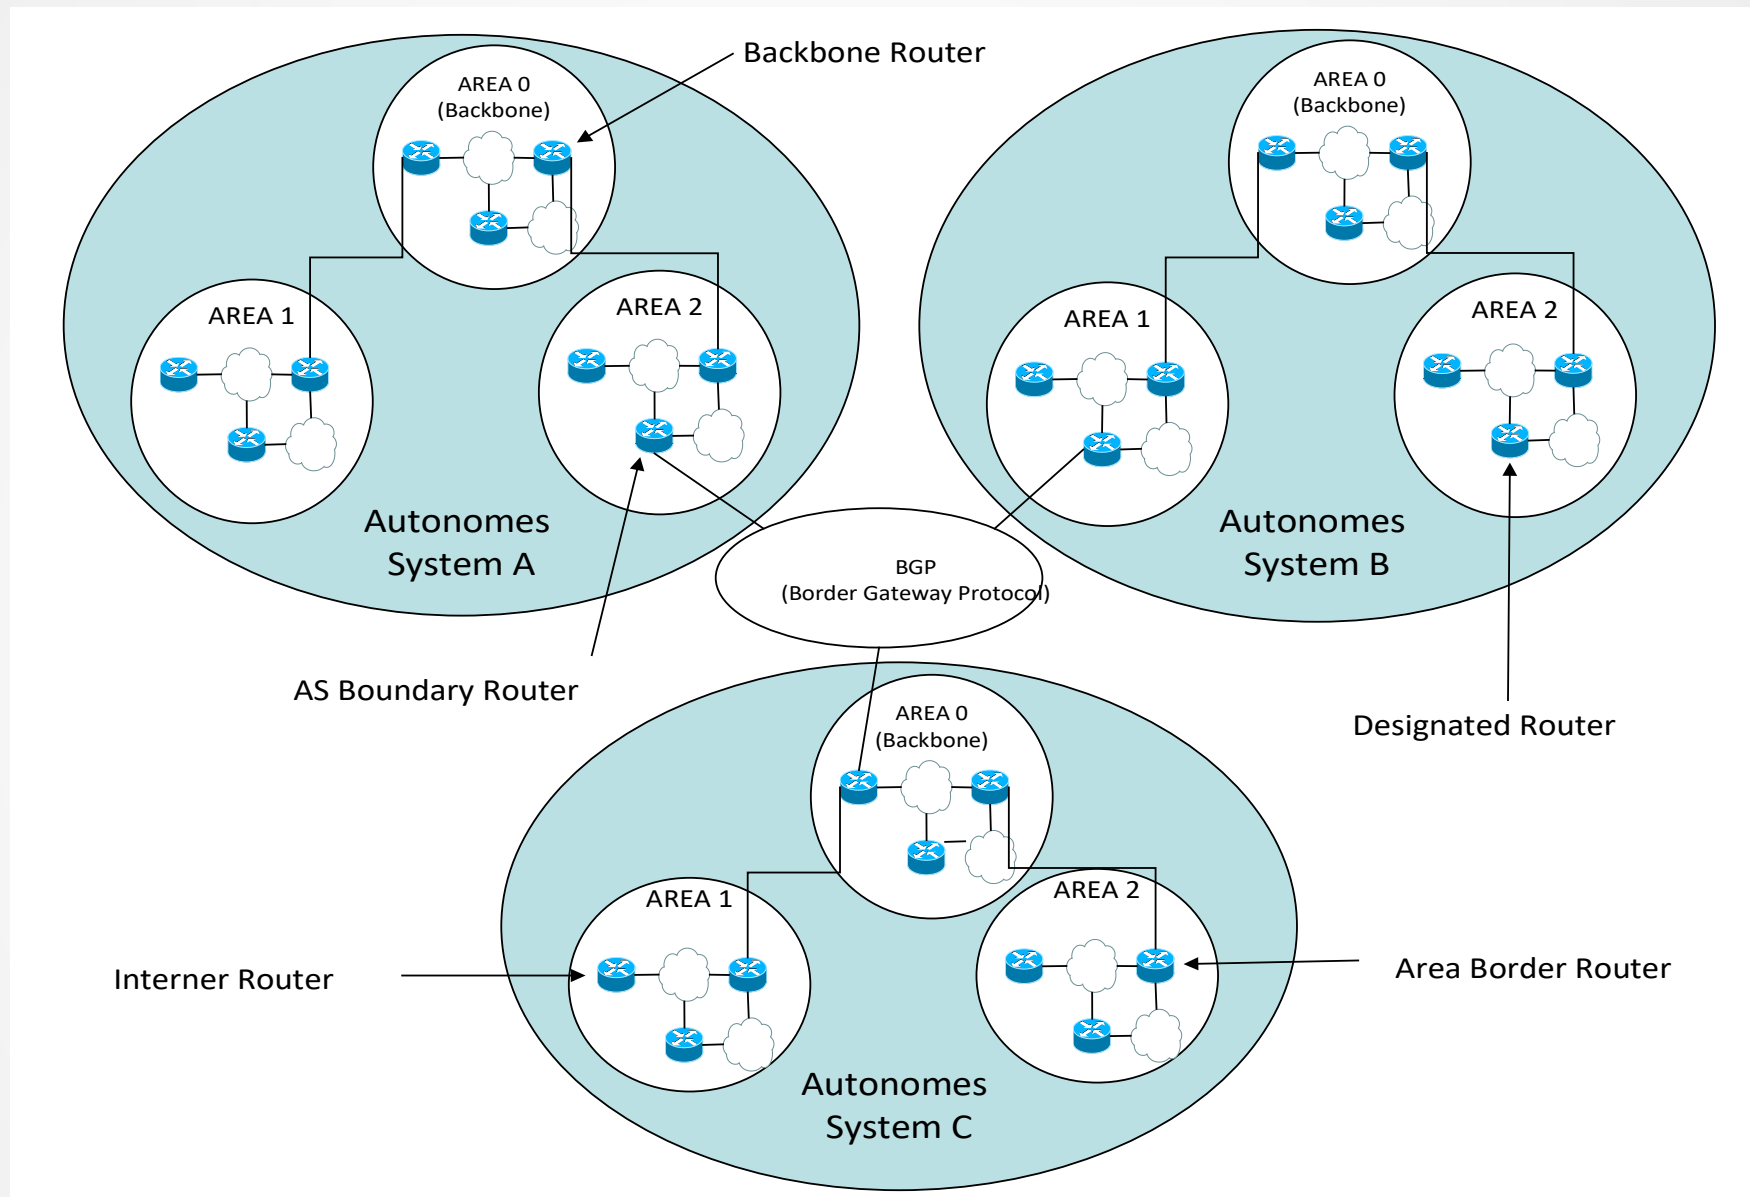 Backbone Router
AREA 0
(Backbone)
AREA 1
AREA 2
Autonomes
System A
AREA 0
(Backbone)
AREA 1
AREA 2
Autonomes
System B
BGP
(Border Gateway Protocol)
AS Boundary Router
Designated Router
AREA 0
(Backbone)
AREA 1
AREA 2
Interner Router
Area Border Router
Autonomes
System C